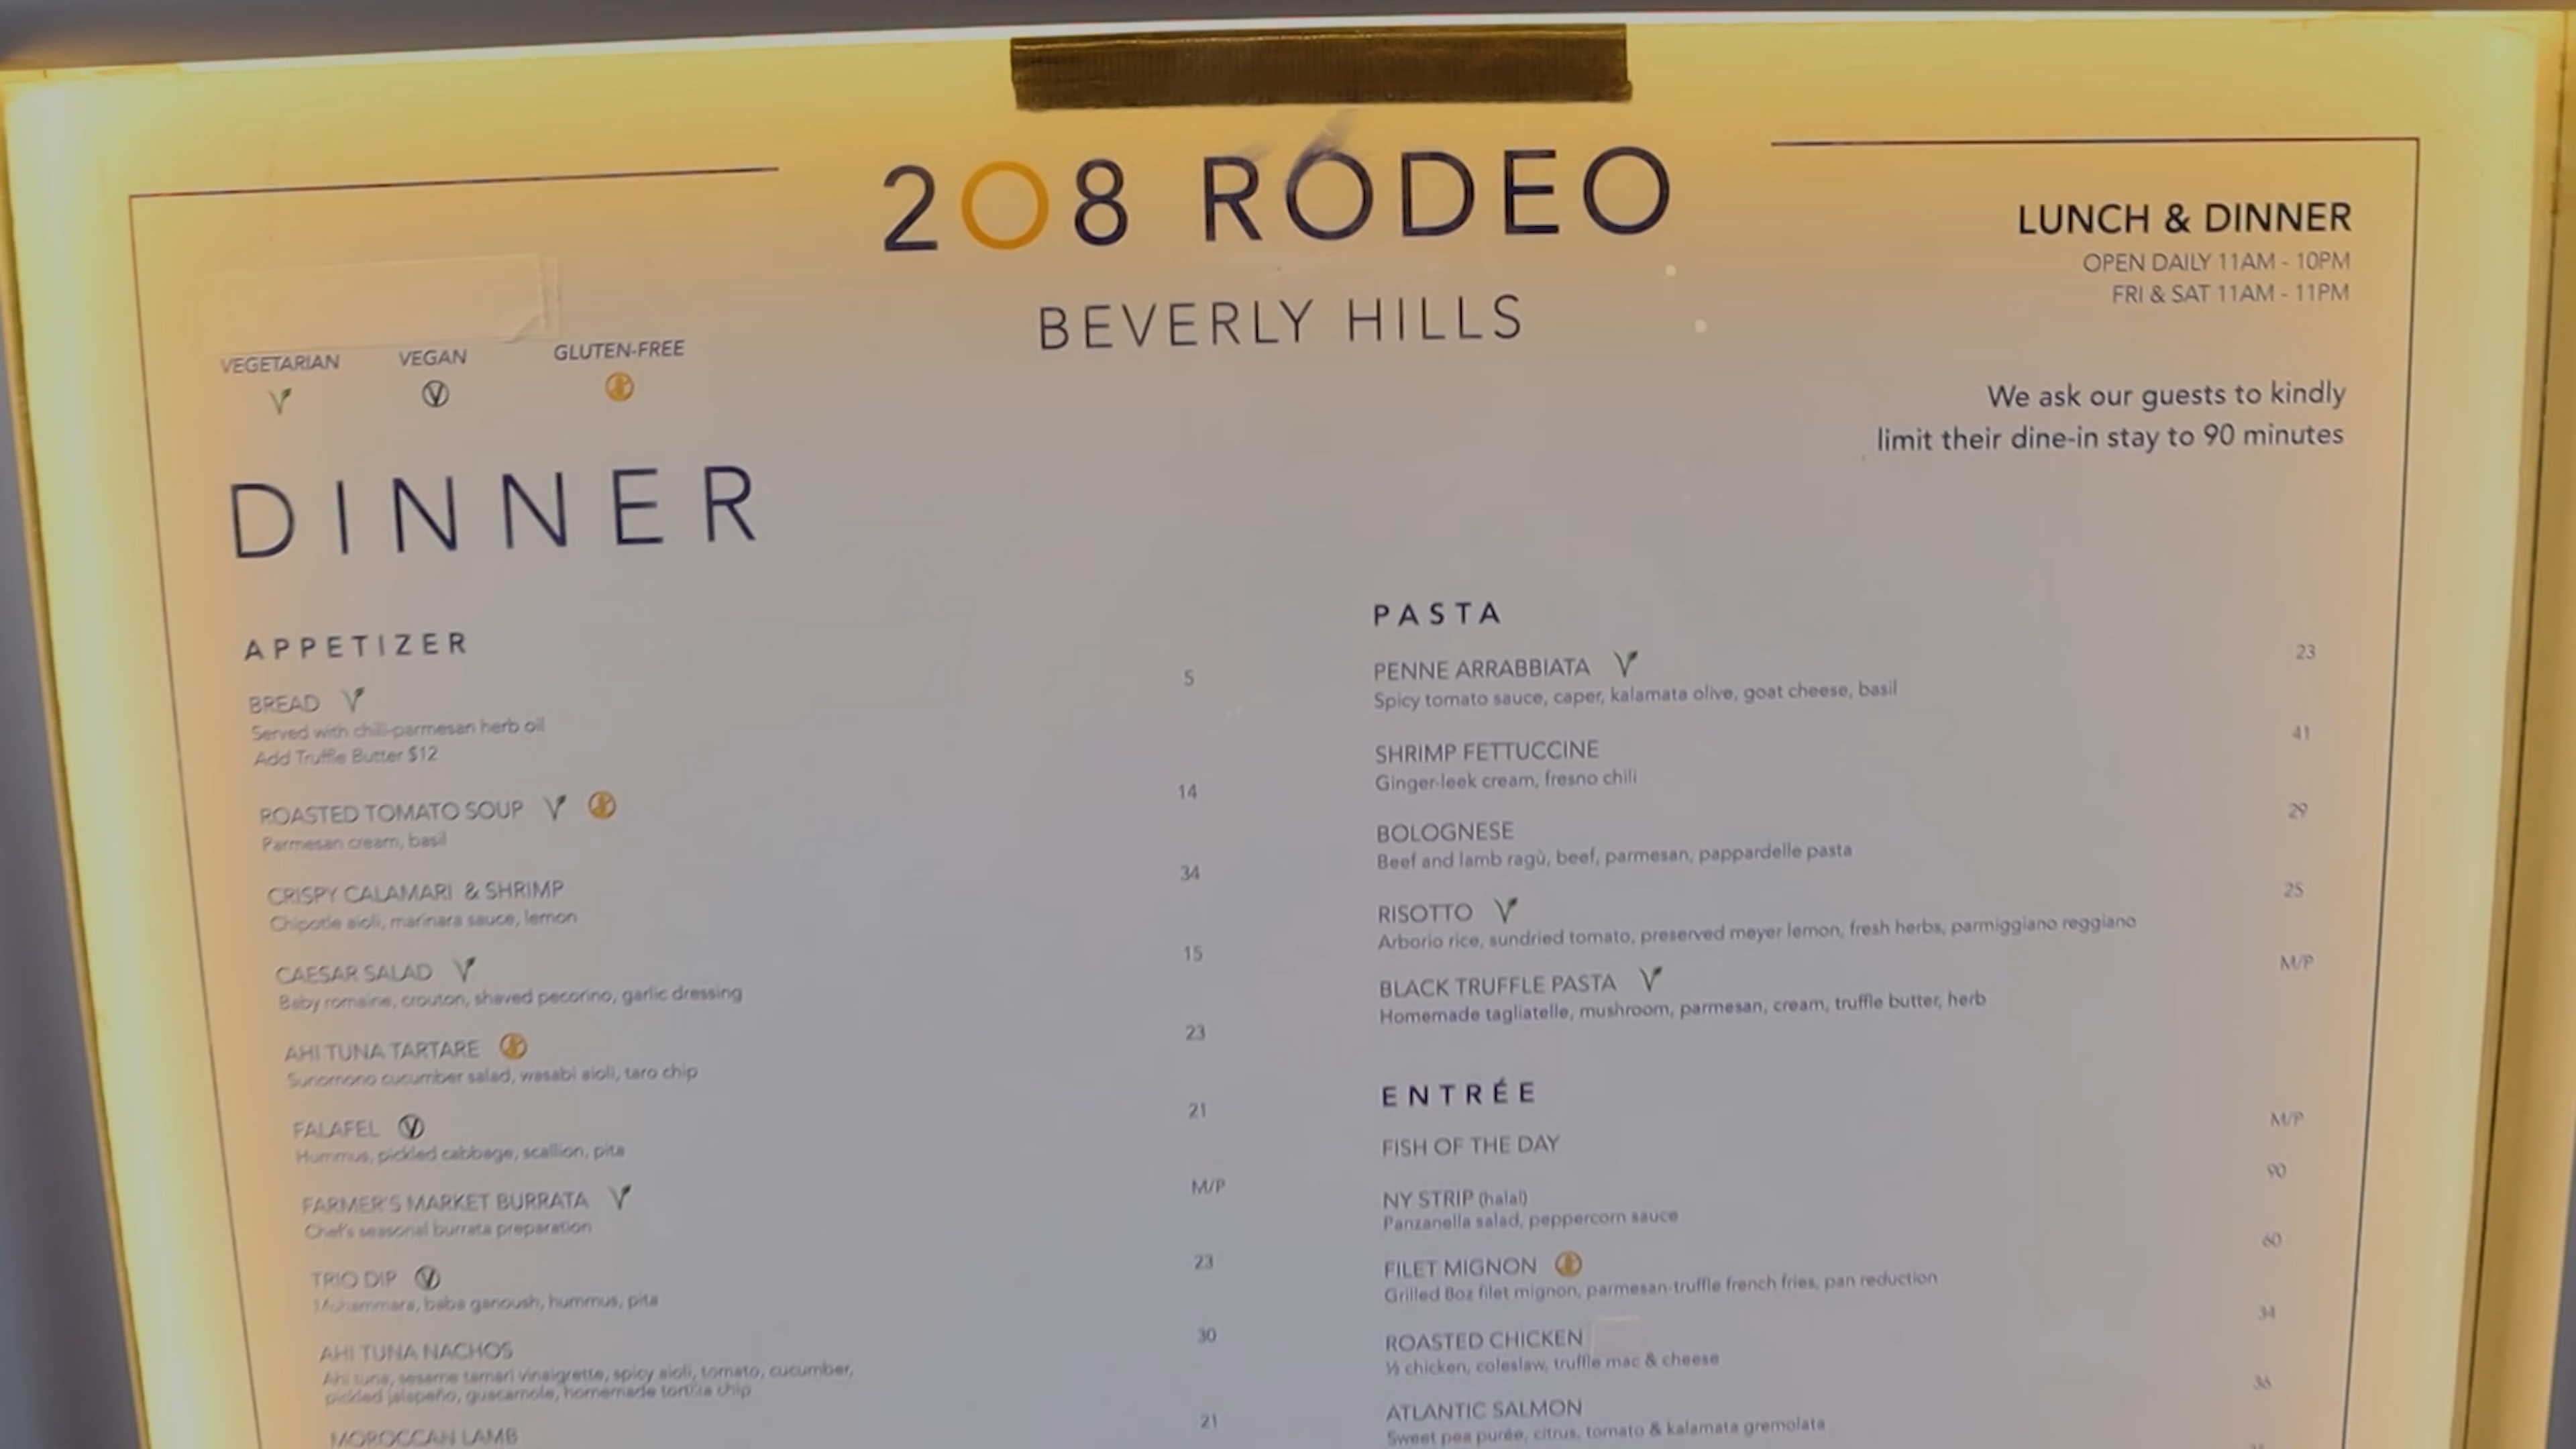 208 RODEO
BEVERLY HILLS
LUNCH & DINNER
OPEN DAILY 11AM - 10PM
FRI & SAT 11AM - 11PM
We ask our guests to kindly
limit their dine-in stay to 90 minutes
VEGETARIAN VEGAN GLUTEN-FREE
DINNER
APPETIZER
BREAD 5
Served with chili-parmesan herb oil
Add Truffle Butter $12
ROASTED TOMATO SOUP 14
Parmesan cream, basil
CRISPY CALAMARI & SHRIMP 34
Chipotle aioli, marinara sauce, lemon
CAESAR SALAD 15
Baby romaine, crouton, shaved pecorino, garlic dressing
AHI TUNA TARTARE 23
Sunomono cucumber salad, wasabi aioli, taro chip
FALAFEL 21
Hummus, pickled cabbage, scallion, pita
FARMER'S MARKET BURRATA M/P
Chef's seasonal burrata preparation
TRIO DIP 23
Muhammara, baba ganoush, hummus, pita
AHI TUNA NACHOS 30
Ahi tuna, sesame tamari vinaigrette, spicy aioli, tomato, cucumber,
pickled jalapeño, guacamole, homemade tortilla chip
MOROCCAN LAMB 21
PASTA
PENNE ARRABBIATA 23
Spicy tomato sauce, caper, kalamata olive, goat cheese, basil
SHRIMP FETTUCCINE 41
Ginger-leek cream, fresno chili
BOLOGNESE 29
Beef and lamb ragù, beef, parmesan, pappardelle pasta
RISOTTO 25
Arborio rice, sundried tomato, preserved meyer lemon, fresh herbs, parmiggiano reggiano
BLACK TRUFFLE PASTA M/P
Homemade tagliatelle, mushroom, parmesan, cream, truffle butter, herb
ENTRÉE
FISH OF THE DAY M/P
NY STRIP (halal) 90
Panzanella salad, peppercorn sauce
FILET MIGNON 60
Grilled 8oz filet mignon, parmesan-truffle french fries, pan reduction
ROASTED CHICKEN 34
½ chicken, coleslaw, truffle mac & cheese
ATLANTIC SALMON 36
Sweet pea purée, citrus, tomato & kalamata gremolata